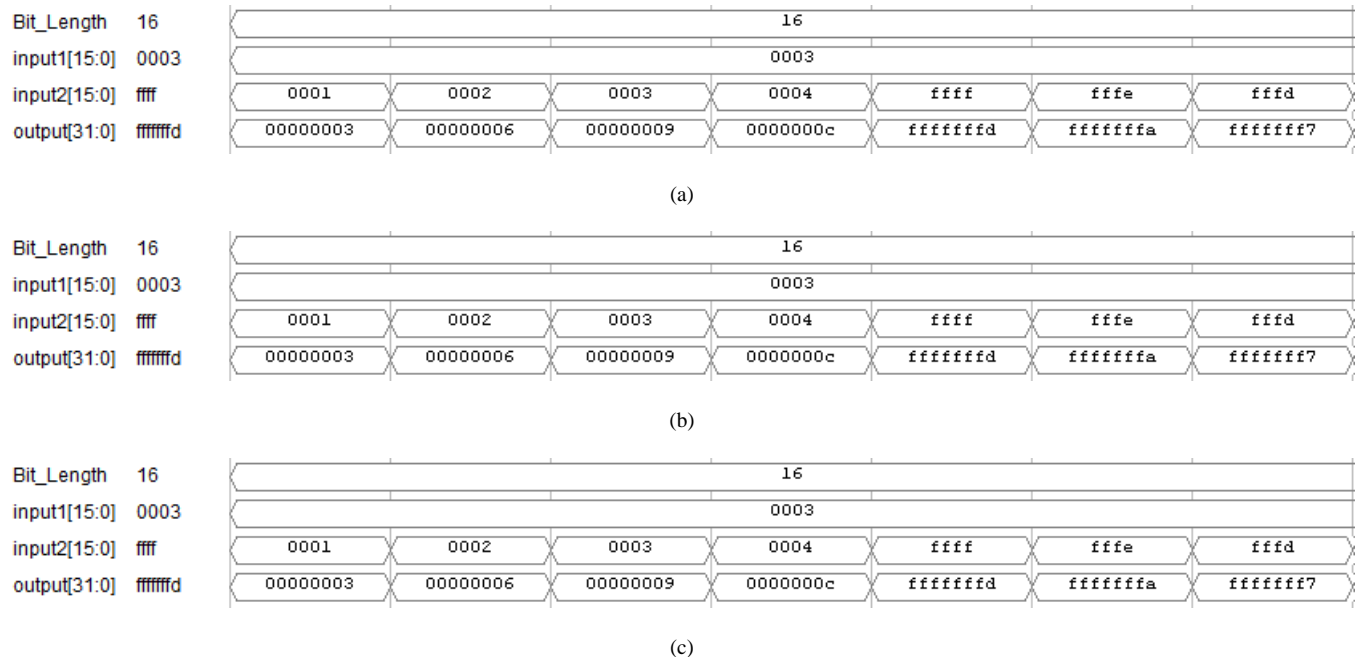 Bit_Length 16 16
input1[15:0] 0003 0003
input2[15:0] ffff 0001 0002 0003 0004 ffff fffe fffd
output[31:0] fffffffd 00000003 00000006 00000009 0000000c fffffffd fffffffa fffffff7
(a)
Bit_Length 16 16
input1[15:0] 0003 0003
input2[15:0] ffff 0001 0002 0003 0004 ffff fffe fffd
output[31:0] fffffffd 00000003 00000006 00000009 0000000c fffffffd fffffffa fffffff7
(b)
Bit_Length 16 16
input1[15:0] 0003 0003
input2[15:0] ffff 0001 0002 0003 0004 ffff fffe fffd
output[31:0] fffffffd 00000003 00000006 00000009 0000000c fffffffd fffffffa fffffff7
(c)